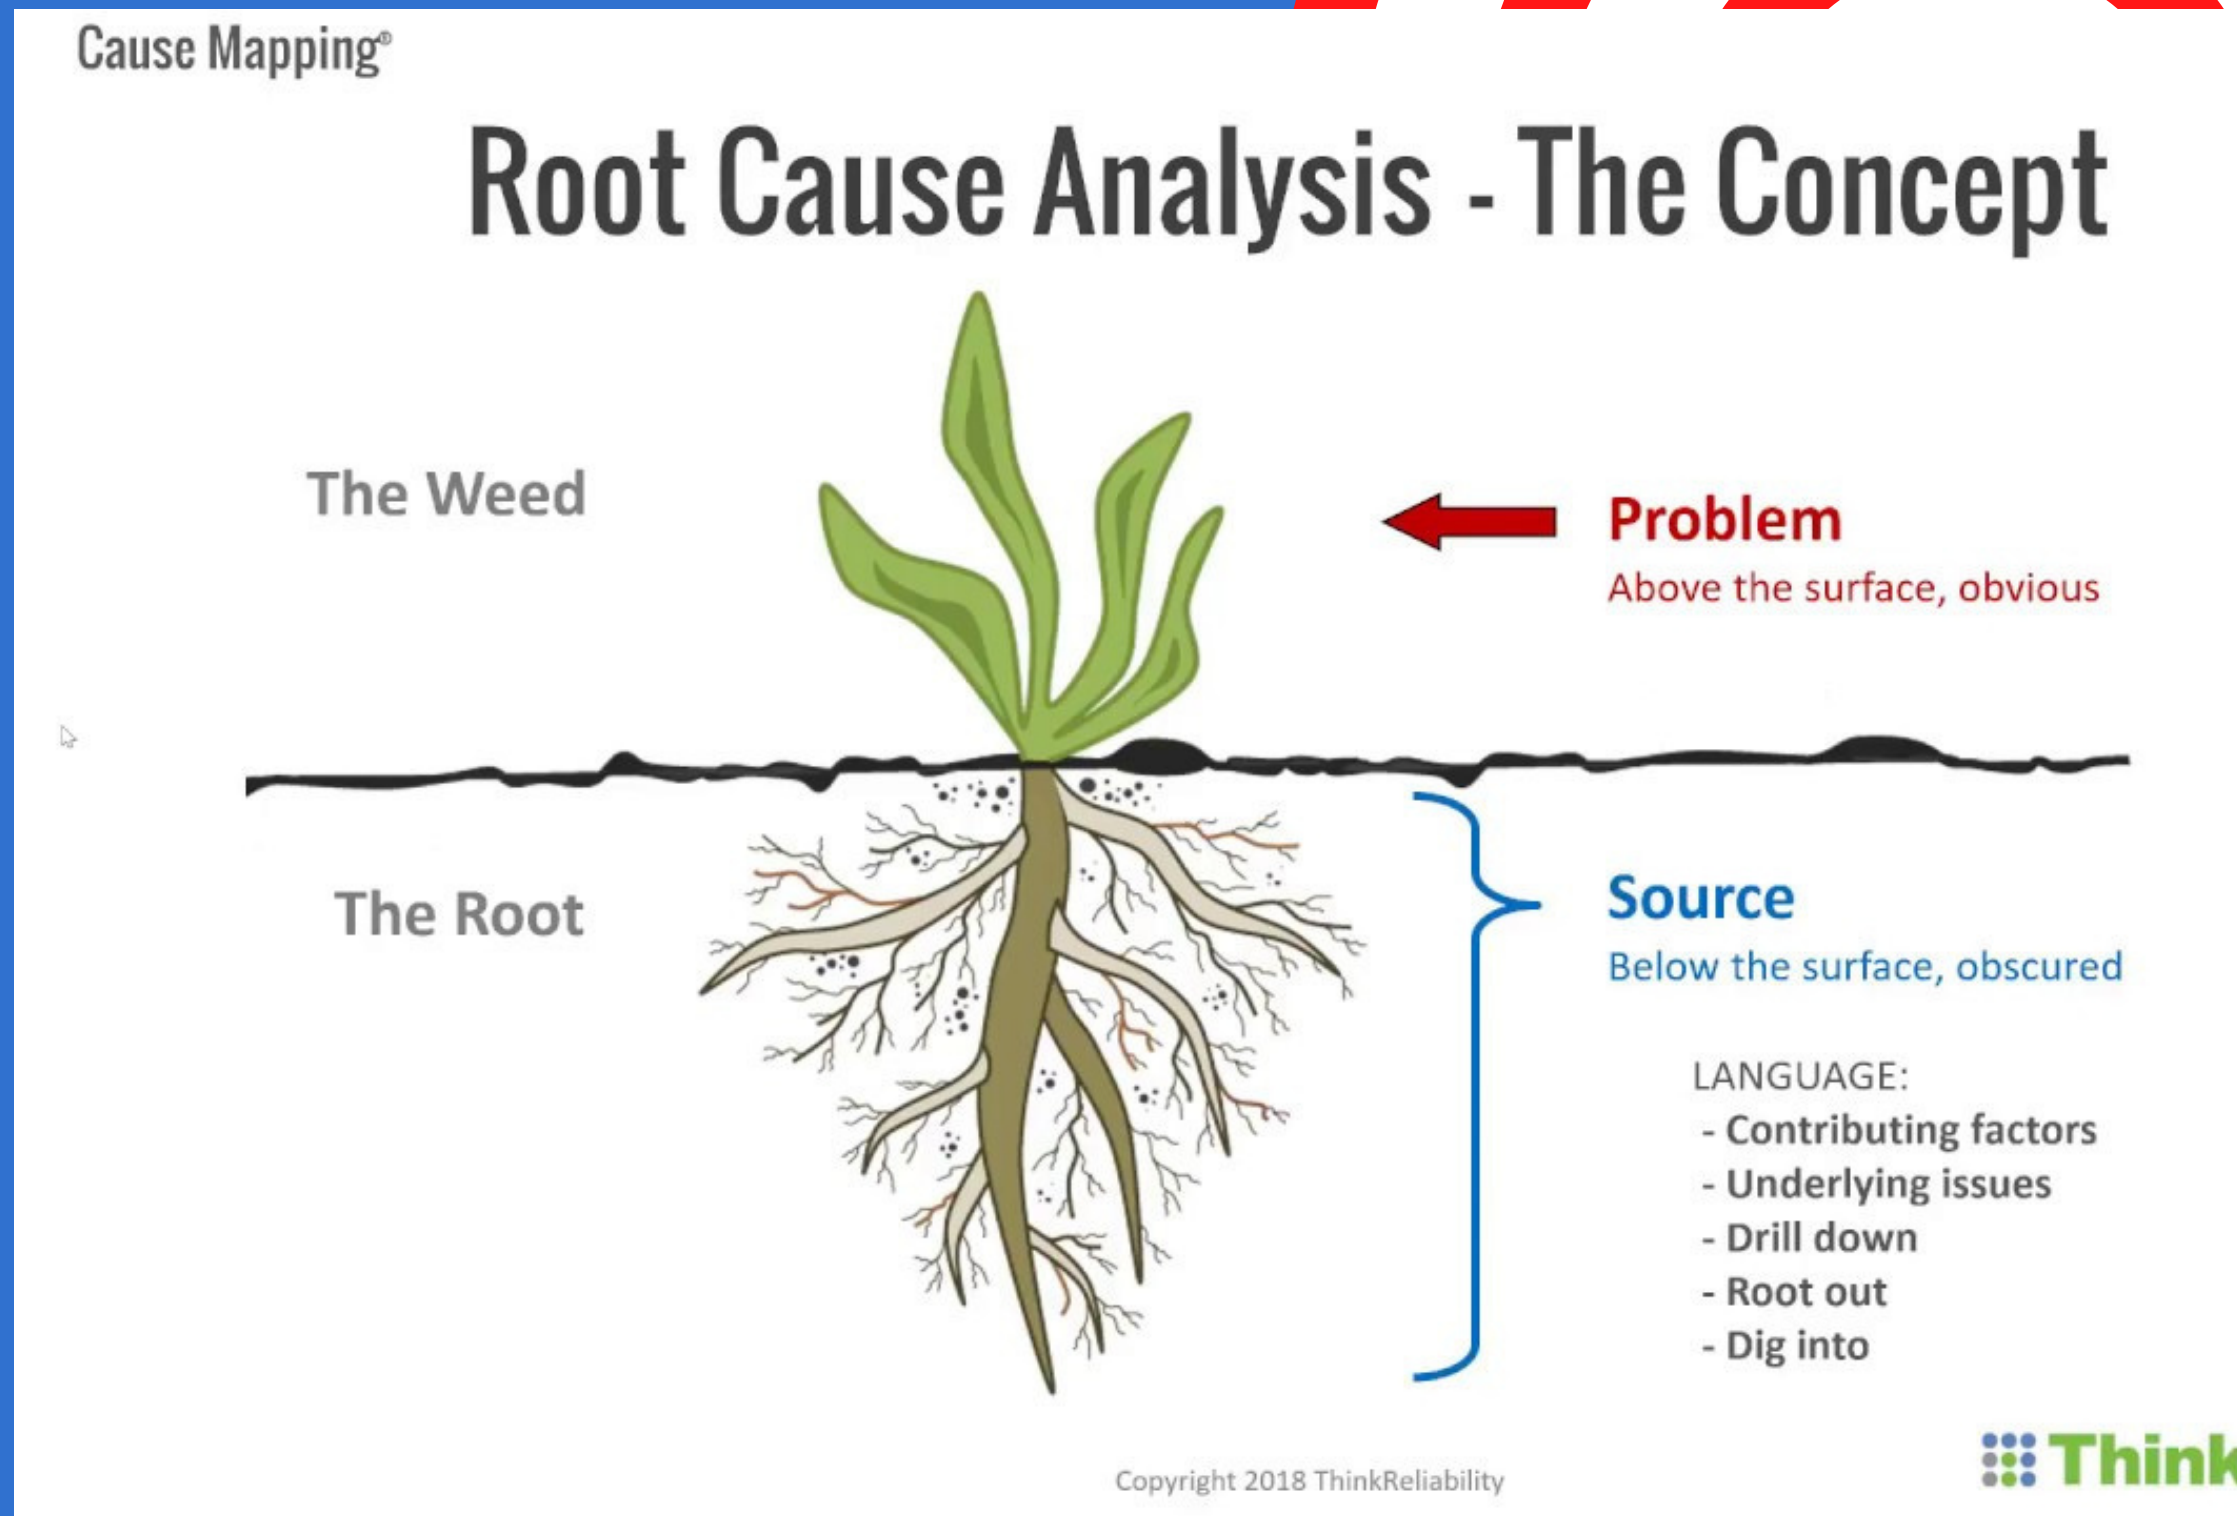 Cause Mapping®
Root Cause Analysis - The Concept
The Weed
Problem
Above the surface, obvious
The Root
Source
Below the surface, obscured
LANGUAGE:
- Contributing factors
- Underlying issues
- Drill down
- Root out
- Dig into
Copyright 2018 ThinkReliability
Think